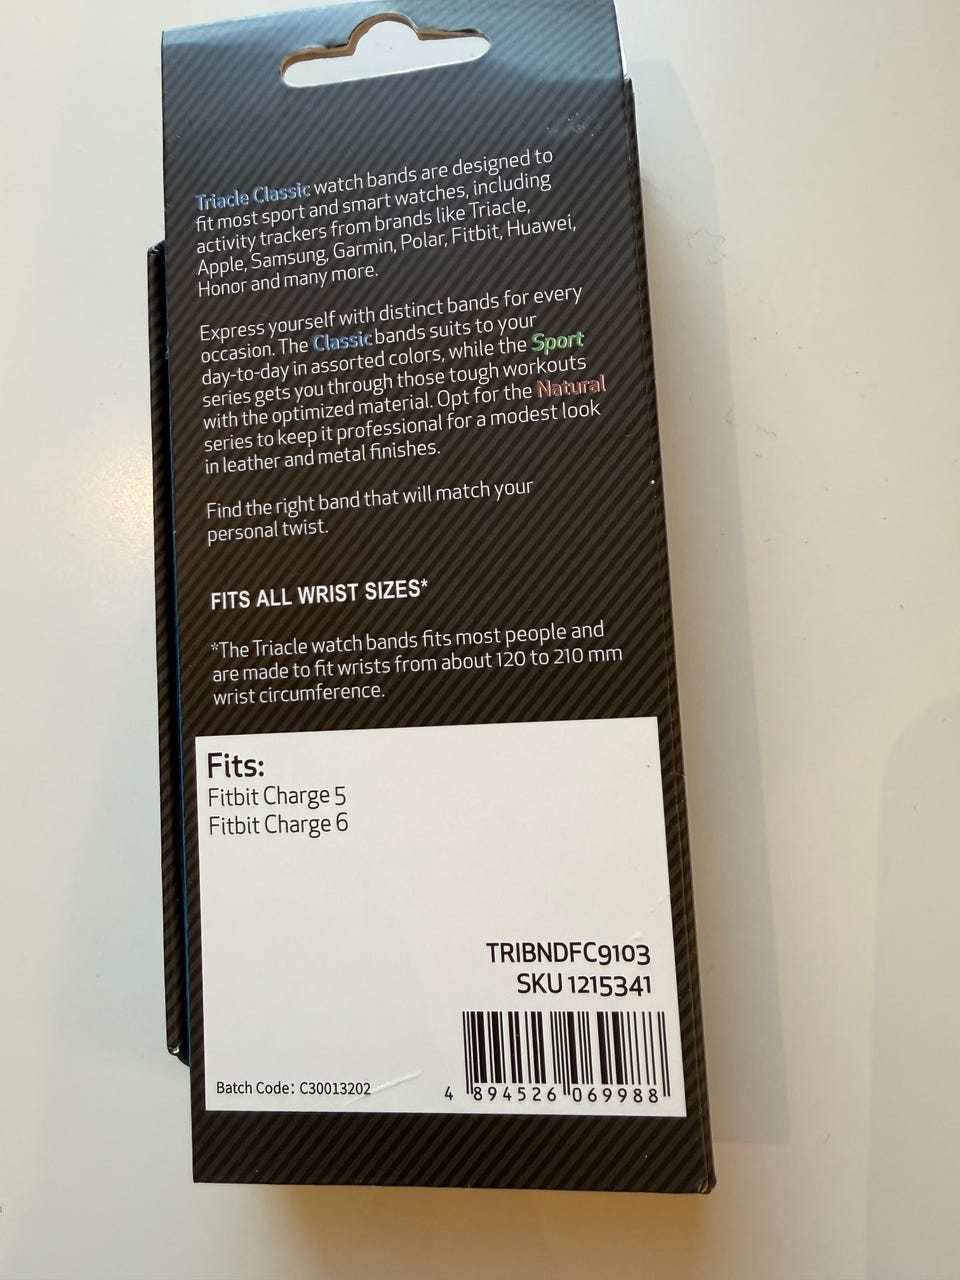 Triacle Classic watch bands are designed to
fit most sport and smart watches, including
activity trackers from brands like Triacle,
Apple, Samsung, Garmin, Polar, Fitbit, Huawei,
Honor and many more.
Express yourself with distinct bands for every
occasion. The Classic bands suits to your
day-to-day in assorted colors, while the Sport
series gets you through those tough workouts
with the optimized material. Opt for the Natural
series to keep it professional for a modest look
in leather and metal finishes.
Find the right band that will match your
personal twist.
FITS ALL WRIST SIZES*
*The Triacle watch bands fits most people and
are made to fit wrists from about 120 to 210 mm
wrist circumference.
Fits:
Fitbit Charge 5
Fitbit Charge 6
TRIBNDFC9103
SKU 1215341
Batch Code: C30013202
4 894526 069988